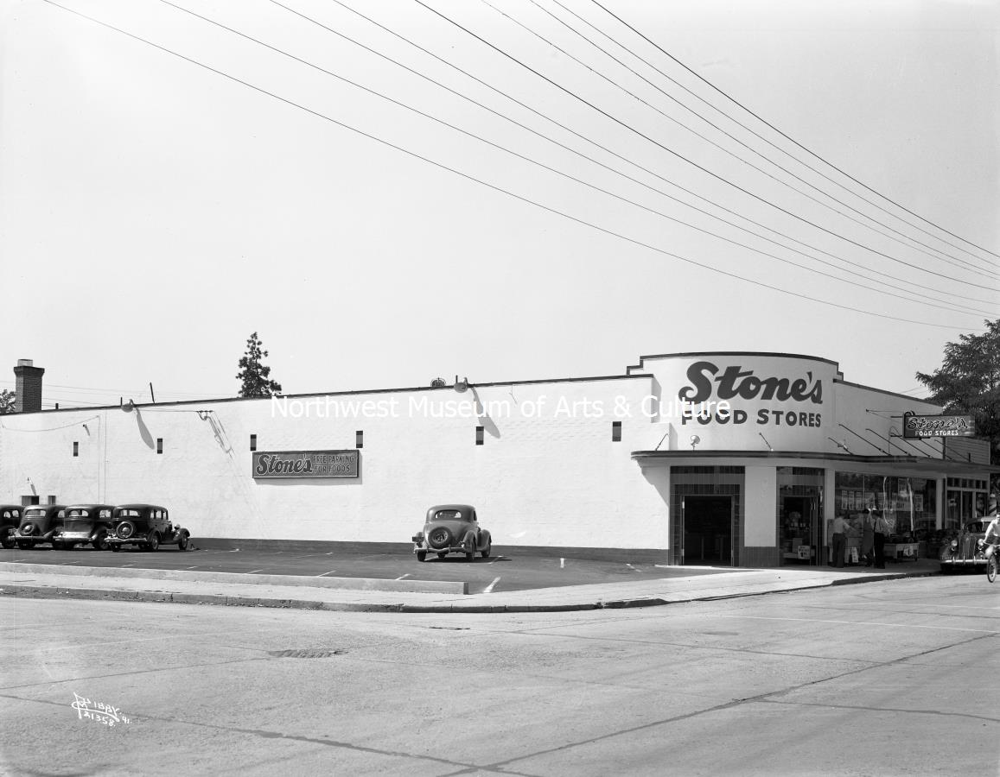 Stone's
FOOD STORES
Northwest Museum of Arts & Culture
Stone's
FOOD STORES
Stone's FREE PARKING
FOR FOODS
Libby
21358. '41.